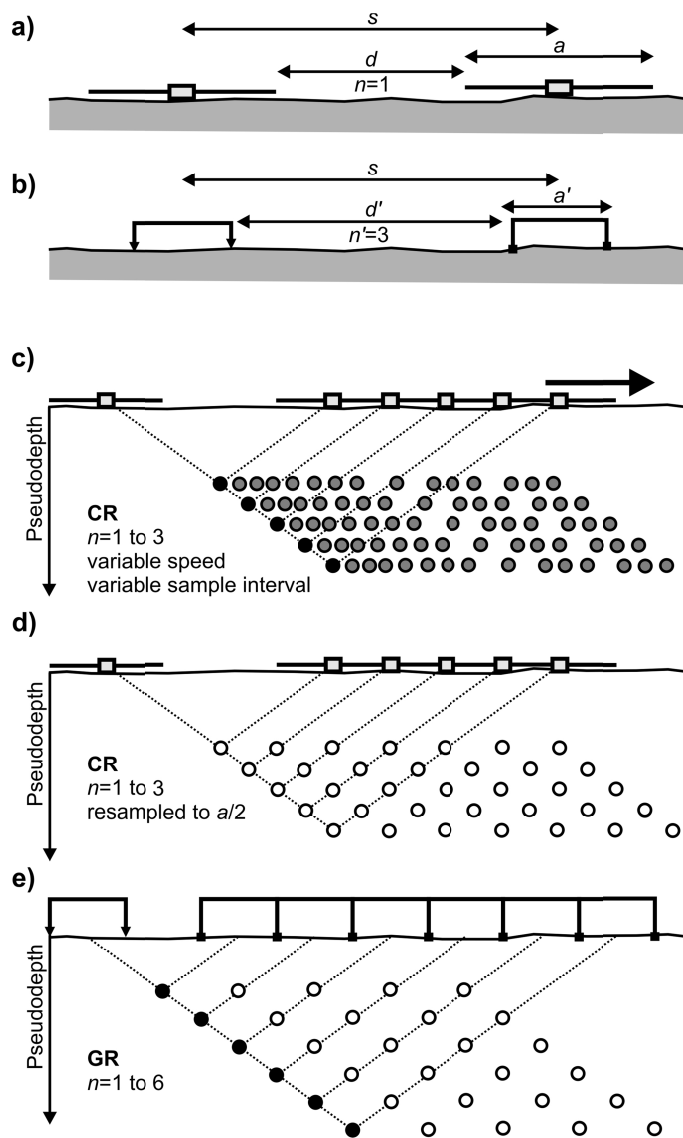 a)
s
d
a
n=1
b)
s
d'
a'
n'=3
c)
Pseudodepth
CR
n=1 to 3
variable speed
variable sample interval
d)
Pseudodepth
CR
n=1 to 3
resampled to a/2
e)
Pseudodepth
GR
n=1 to 6